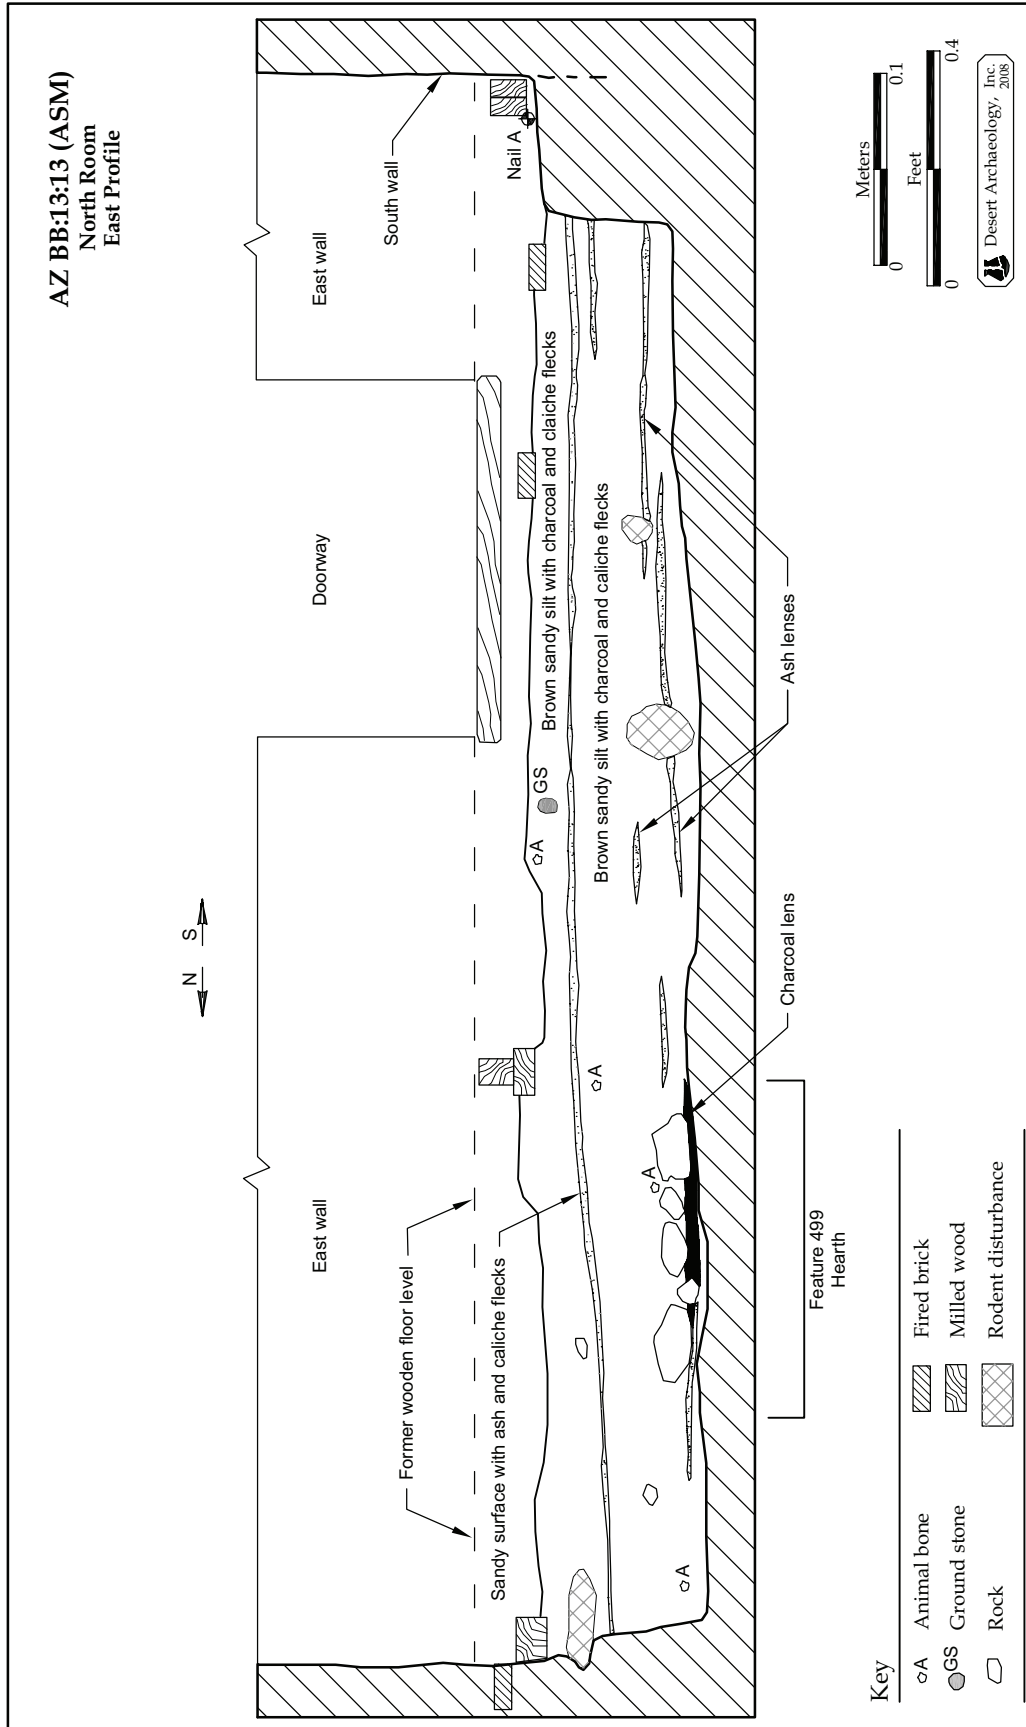 AZ BB:13:13 (ASM)
North Room
East Profile
N
S
East wall
Doorway
East wall
South wall
Nail A
Former wooden floor level
Sandy surface with ash and caliche flecks
Brown sandy silt with charcoal and claiche flecks
Brown sandy silt with charcoal and caliche flecks
GS
A
A
A
A
Charcoal lens
Ash lenses
Feature 499
Hearth
Key
A Animal bone
GS Ground stone
Rock
Fired brick
Milled wood
Rodent disturbance
Meters
0 0.1
Feet
0 0.4
Desert Archaeology, Inc.
2008